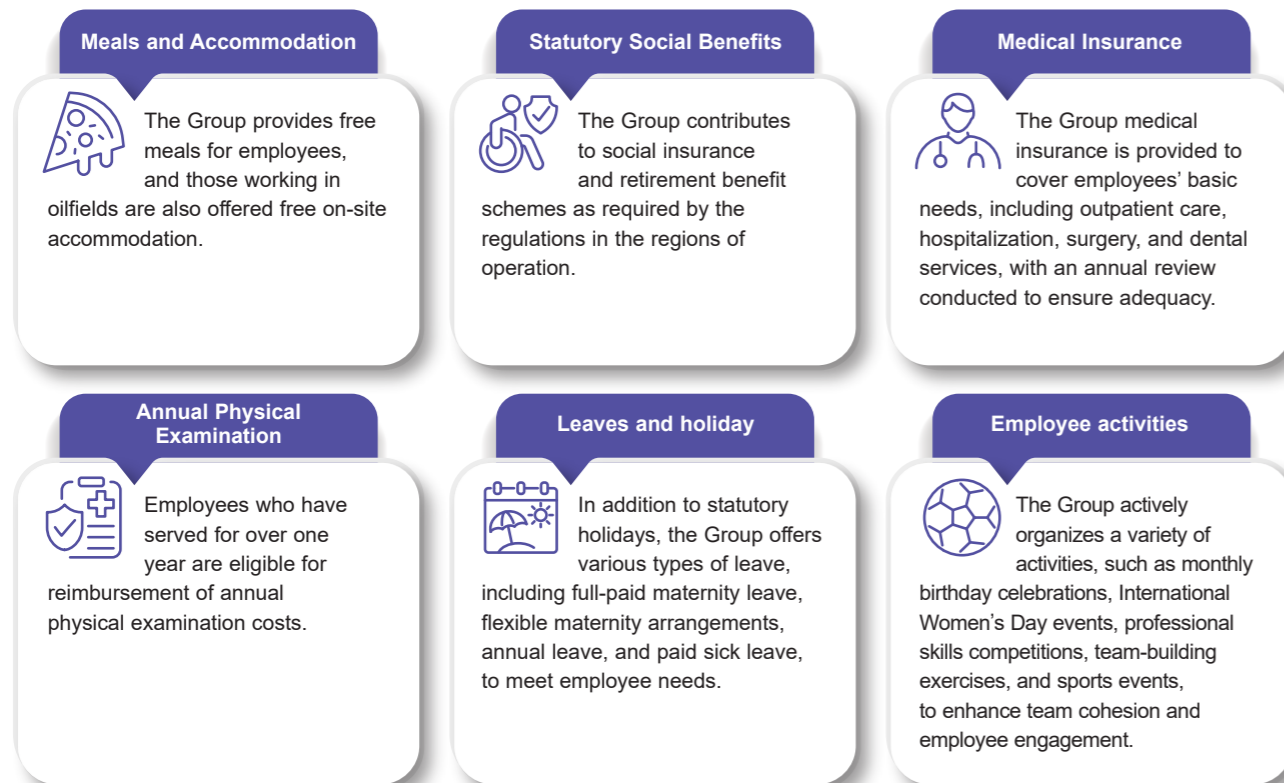 Meals and Accommodation
The Group provides free
meals for employees,
and those working in
oilfields are also offered free on-site
accommodation.
Statutory Social Benefits
The Group contributes
to social insurance
and retirement benefit
schemes as required by the
regulations in the regions of
operation.
Medical Insurance
The Group medical
insurance is provided to
cover employees’ basic
needs, including outpatient care,
hospitalization, surgery, and dental
services, with an annual review
conducted to ensure adequacy.
Annual Physical
Examination
Employees who have
served for over one
year are eligible for
reimbursement of annual
physical examination costs.
Leaves and holiday
In addition to statutory
holidays, the Group offers
various types of leave,
including full-paid maternity leave,
flexible maternity arrangements,
annual leave, and paid sick leave,
to meet employee needs.
Employee activities
The Group actively
organizes a variety of
activities, such as monthly
birthday celebrations, International
Women’s Day events, professional
skills competitions, team-building
exercises, and sports events,
to enhance team cohesion and
employee engagement.